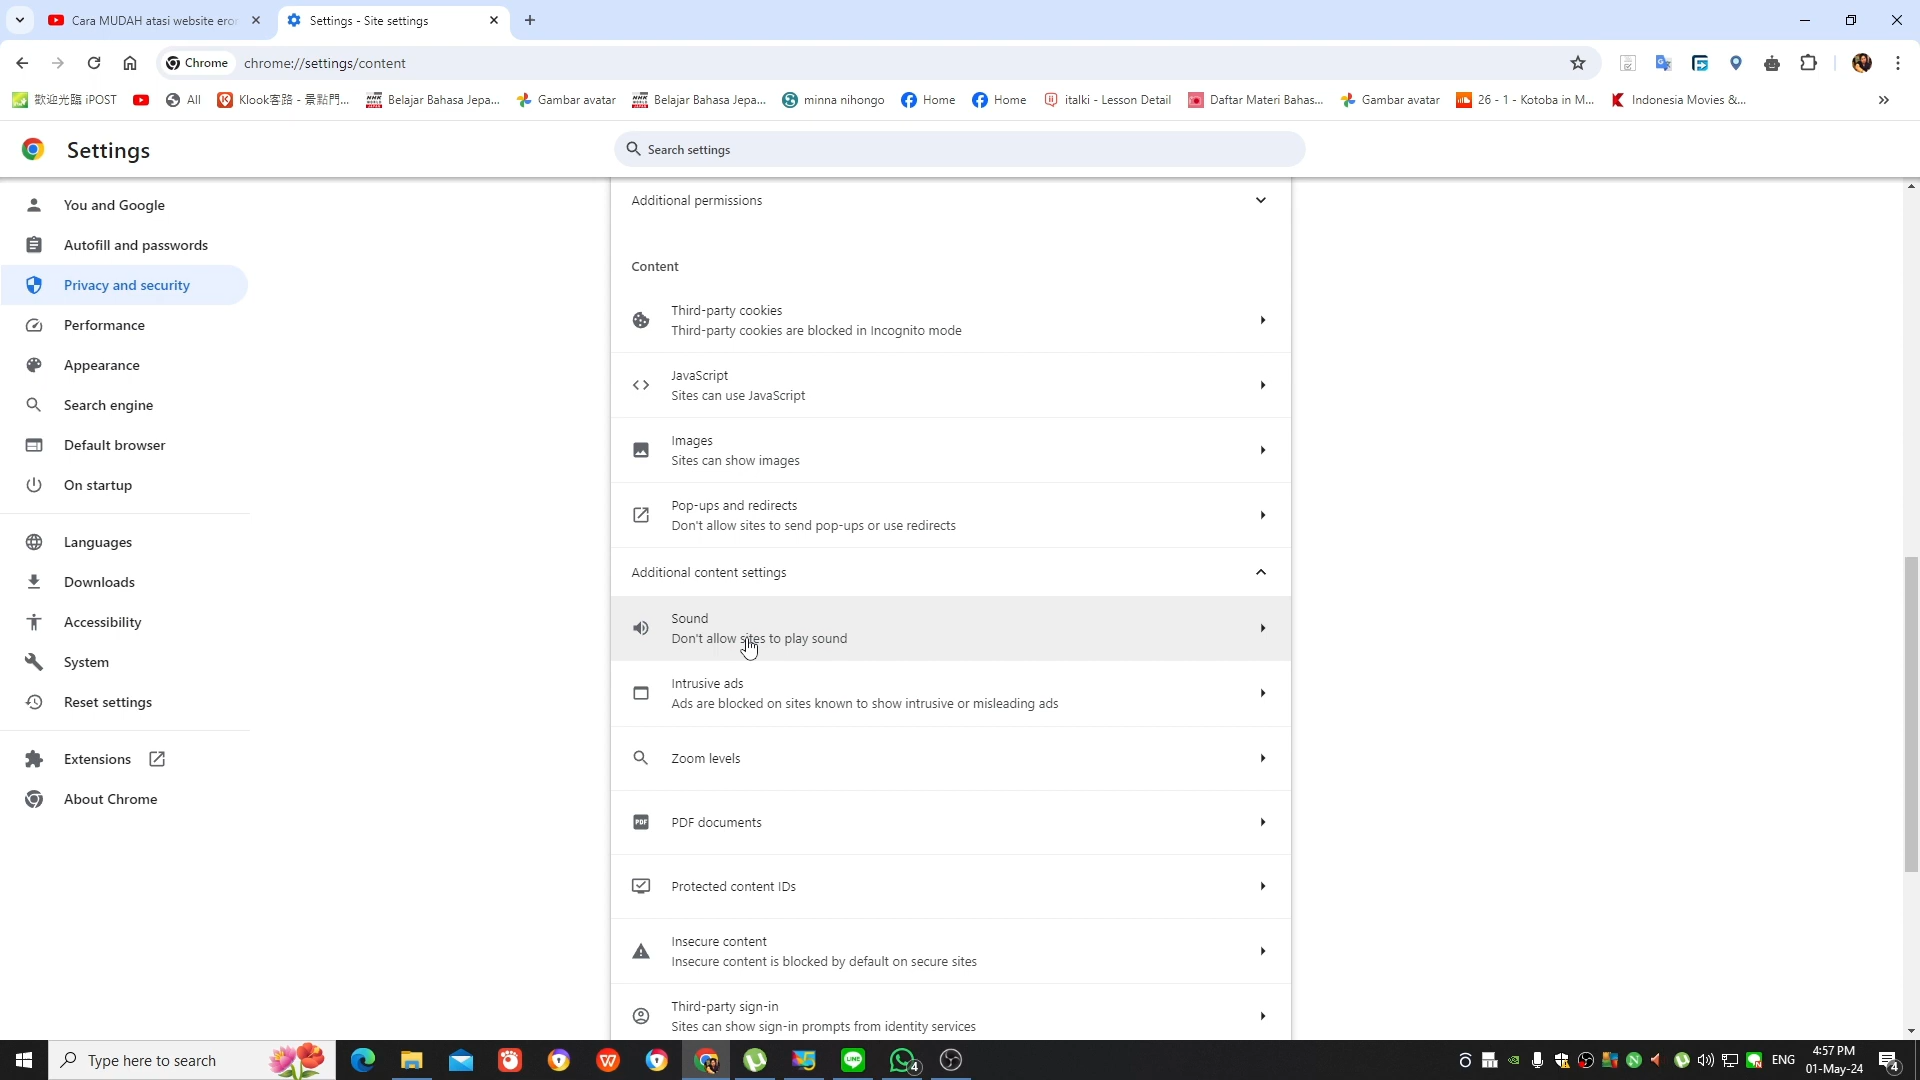 Cara MUDAH atasi website ero
Settings - Site settings
Chrome
chrome://settings/content
歡迎光臨 iPOST
All
Klook客路 - 景點門...
Belajar Bahasa Jepa...
Gambar avatar
Belajar Bahasa Jepa...
minna nihongo
Home
Home
italki - Lesson Detail
Daftar Materi Bahas...
Gambar avatar
26 - 1 - Kotoba in M...
Indonesia Movies &...
Settings
Search settings
You and Google
Autofill and passwords
Privacy and security
Performance
Appearance
Search engine
Default browser
On startup
Languages
Downloads
Accessibility
System
Reset settings
Extensions
About Chrome
Additional permissions
Content
Third-party cookies
Third-party cookies are blocked in Incognito mode
JavaScript
Sites can use JavaScript
Images
Sites can show images
Pop-ups and redirects
Don't allow sites to send pop-ups or use redirects
Additional content settings
Sound
Don't allow sites to play sound
Intrusive ads
Ads are blocked on sites known to show intrusive or misleading ads
Zoom levels
PDF
PDF documents
Protected content IDs
Insecure content
Insecure content is blocked by default on secure sites
Third-party sign-in
Sites can show sign-in prompts from identity services
Type here to search
4
ENG
4:57 PM
01-May-24
4